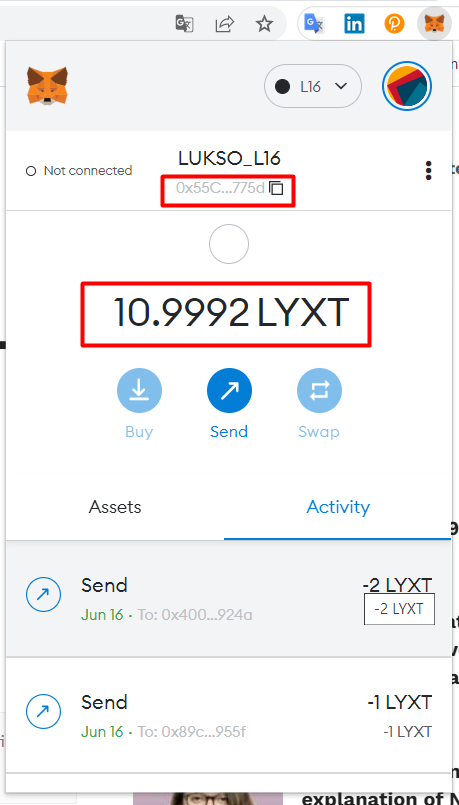 L16
LUKSO_L16
Not connected
0x55C...775d
10.9992 LYXT
Buy
Send
Swap
Assets
Activity
Send
-2 LYXT
Jun 16 · To: 0x400...924a
-2 LYXT
Send
-1 LYXT
Jun 16 · To: 0x89c...955f
-1 LYXT
explanation of N